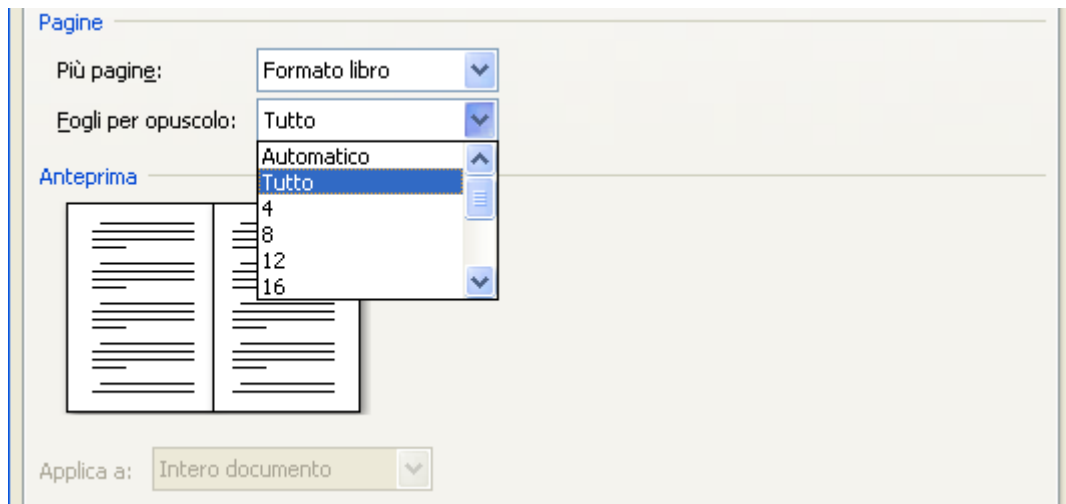 Pagine
Più pagine: Formato libro
Fogli per opuscolo: Tutto
Automatico
Tutto
4
8
12
16
Anteprima
Applica a: Intero documento